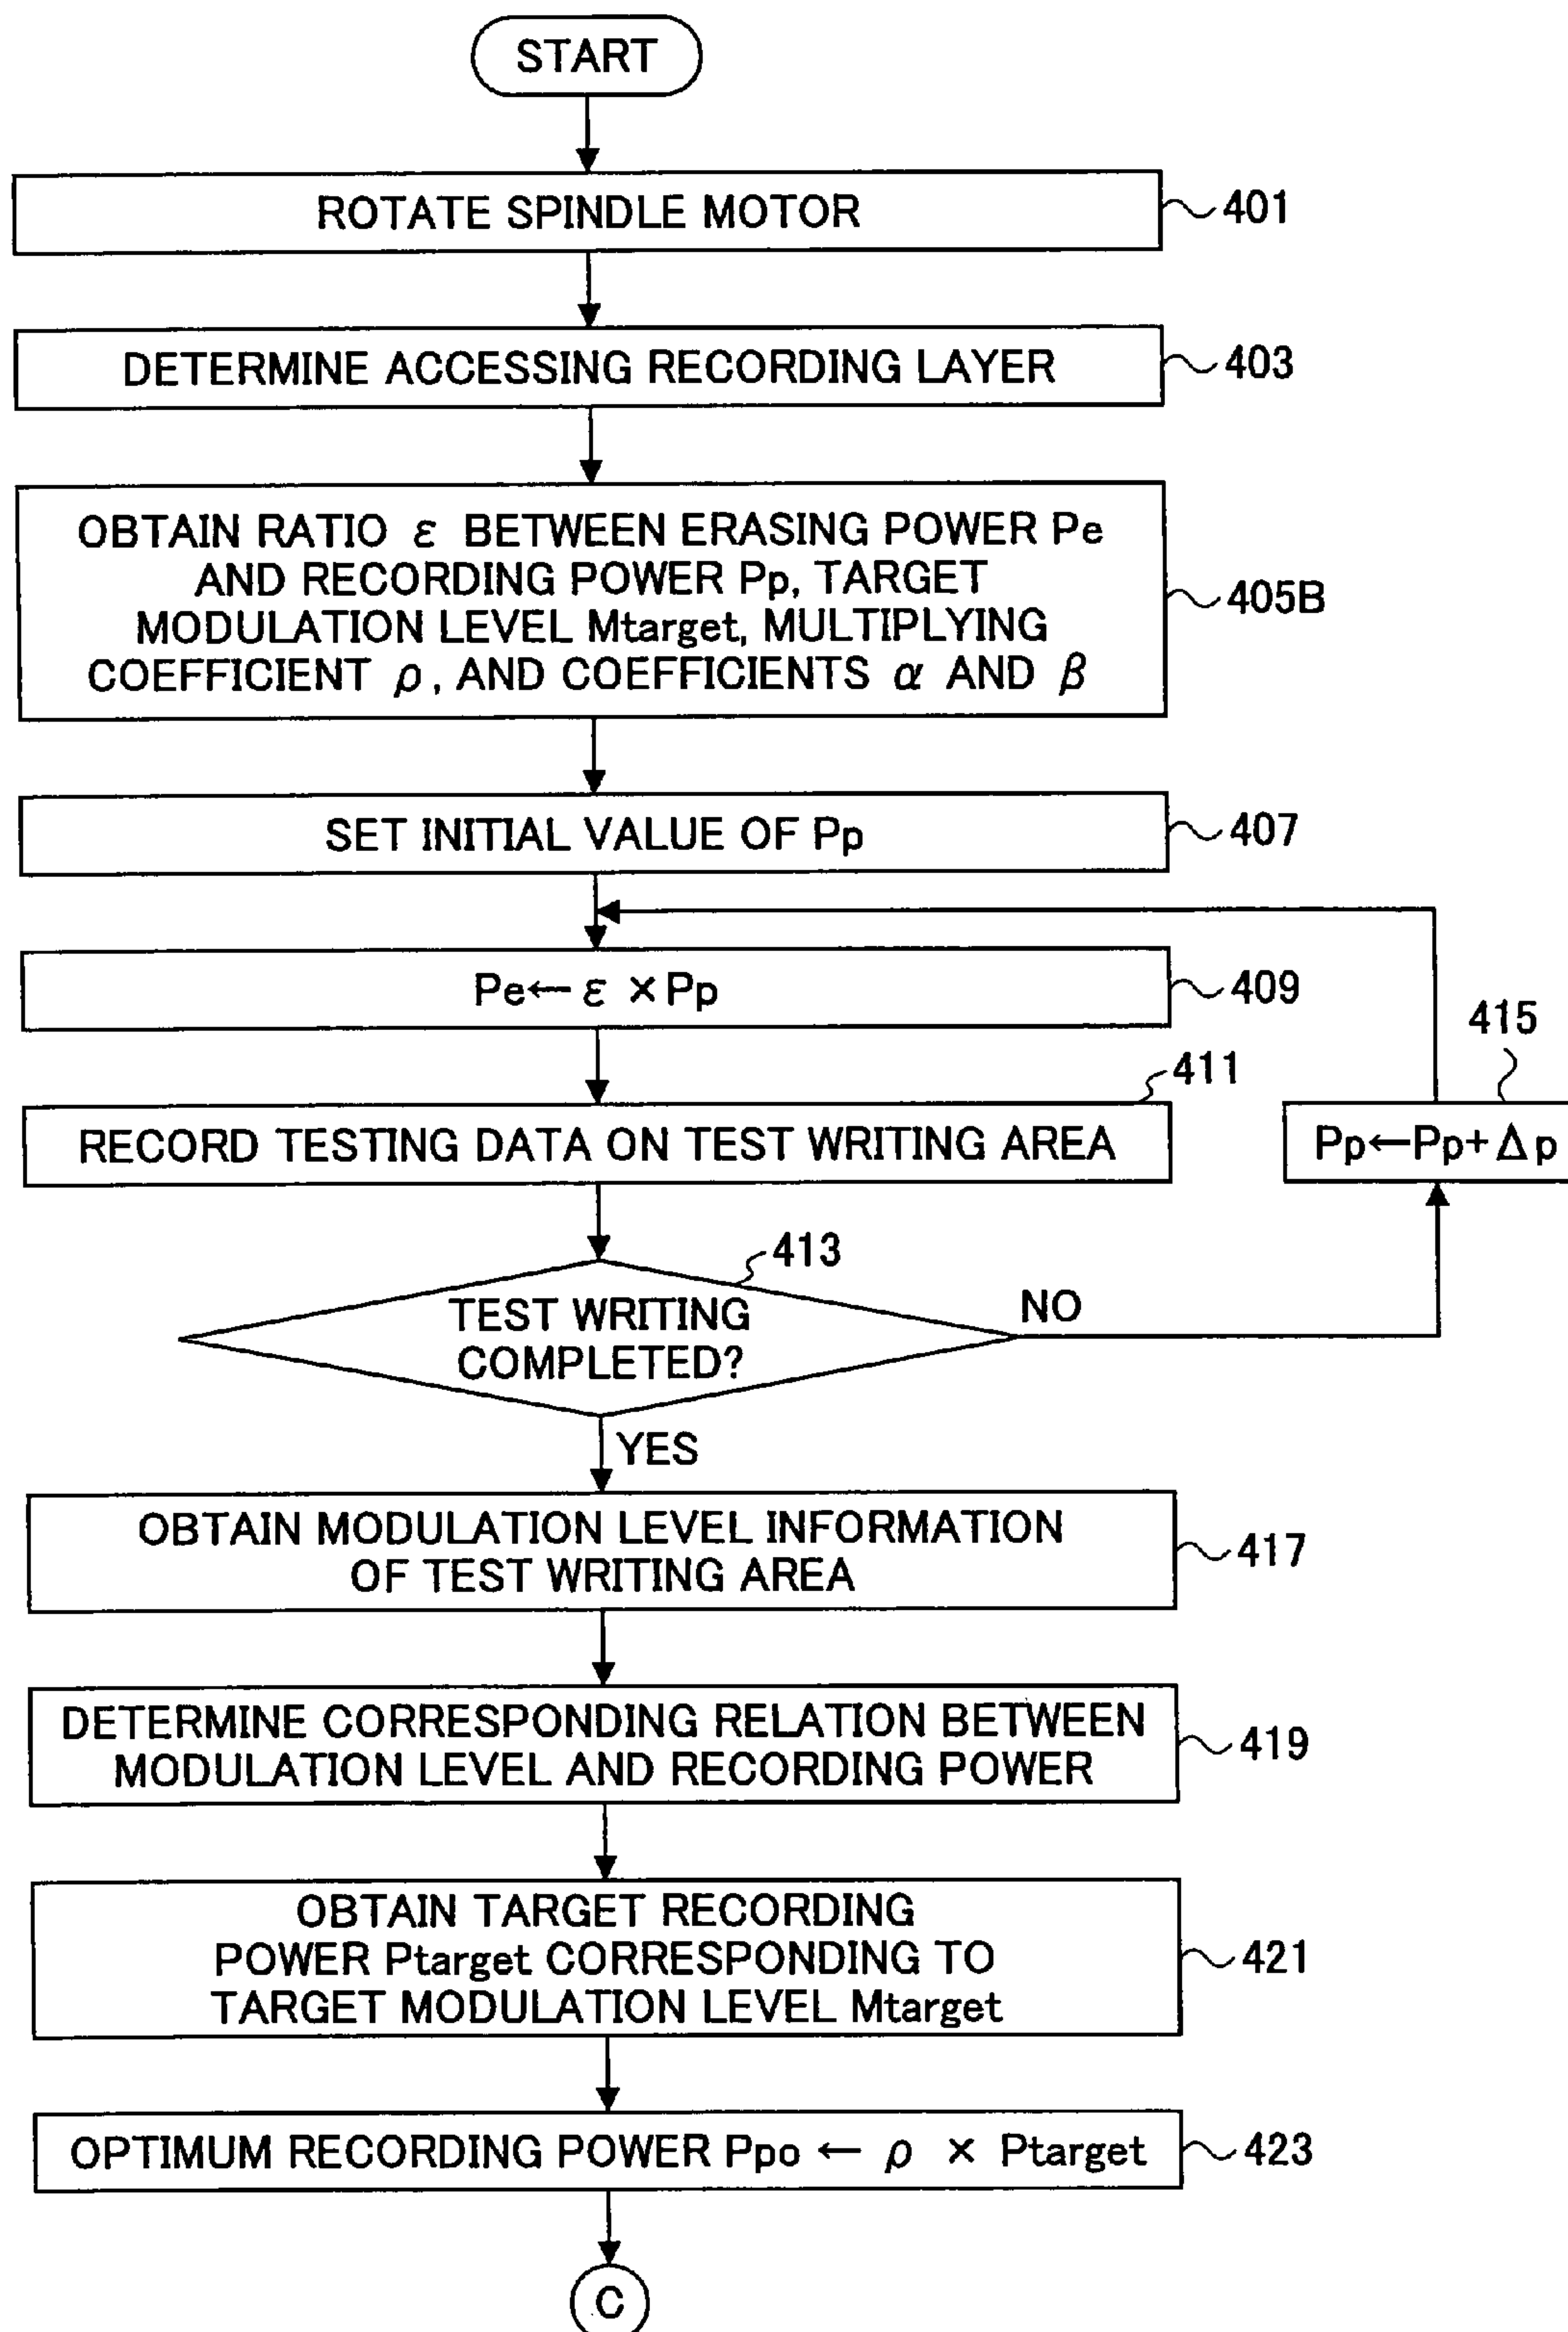 START
ROTATE SPINDLE MOTOR
401
DETERMINE ACCESSING RECORDING LAYER
403
OBTAIN RATIO ε BETWEEN ERASING POWER Pe
AND RECORDING POWER Pp, TARGET
MODULATION LEVEL Mtarget, MULTIPLYING
COEFFICIENT ρ, AND COEFFICIENTS α AND β
405B
SET INITIAL VALUE OF Pp
407
Pe←ε×Pp
409
415
Pp←Pp+Δp
411
RECORD TESTING DATA ON TEST WRITING AREA
413
TEST WRITING
COMPLETED?
NO
YES
OBTAIN MODULATION LEVEL INFORMATION
OF TEST WRITING AREA
417
DETERMINE CORRESPONDING RELATION BETWEEN
MODULATION LEVEL AND RECORDING POWER
419
OBTAIN TARGET RECORDING
POWER Ptarget CORRESPONDING TO
TARGET MODULATION LEVEL Mtarget
421
OPTIMUM RECORDING POWER Ppo ← ρ × Ptarget
423
C